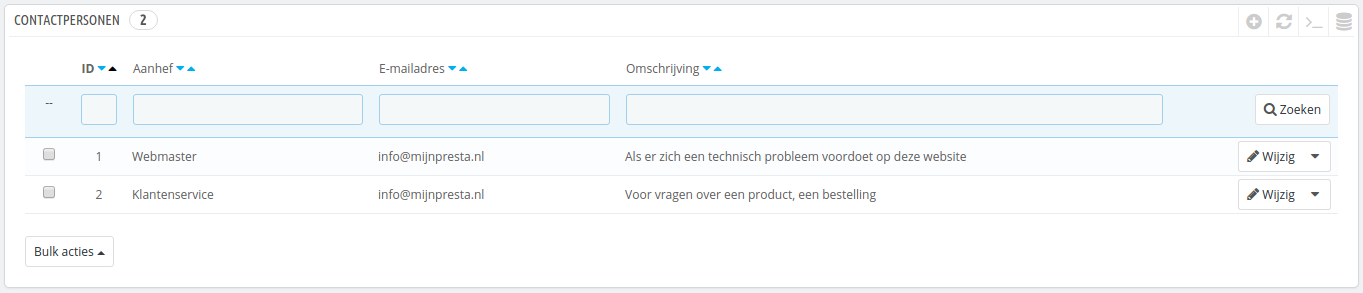 CONTACTPERSONEN 2
ID Aanhef E-mailadres Omschrijving
-- Zoeken
1 Webmaster info@mijnpresta.nl Als er zich een technisch probleem voordoet op deze website Wijzig
2 Klantenservice info@mijnpresta.nl Voor vragen over een product, een bestelling Wijzig
Bulk acties